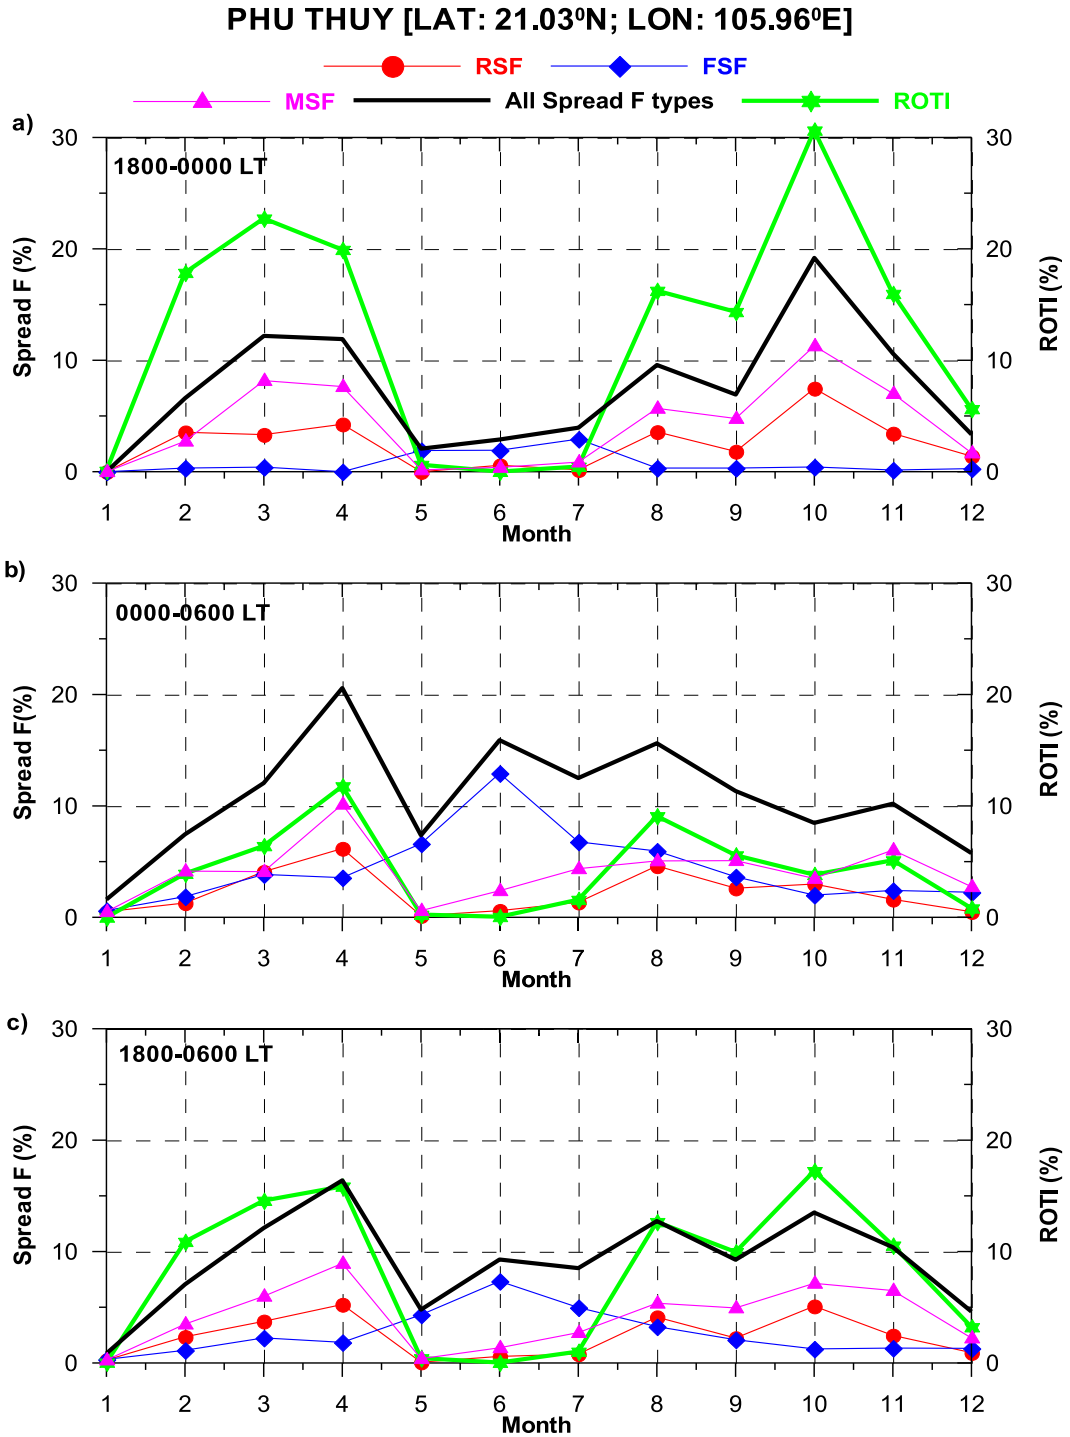 PHU THUY [LAT: 21.03⁰N; LON: 105.96⁰E]
RSF FSF
MSF All Spread F types ROTI
a)
1800-0000 LT
Spread F (%)
ROTI (%)
30 30
20 20
10 10
0 0
1 2 3 4 5 6 7 8 9 10 11 12
Month
b)
0000-0600 LT
Spread F(%)
ROTI (%)
30 30
20 20
10 10
0 0
1 2 3 4 5 6 7 8 9 10 11 12
Month
c)
1800-0600 LT
Spread F (%)
ROTI (%)
30 30
20 20
10 10
0 0
1 2 3 4 5 6 7 8 9 10 11 12
Month